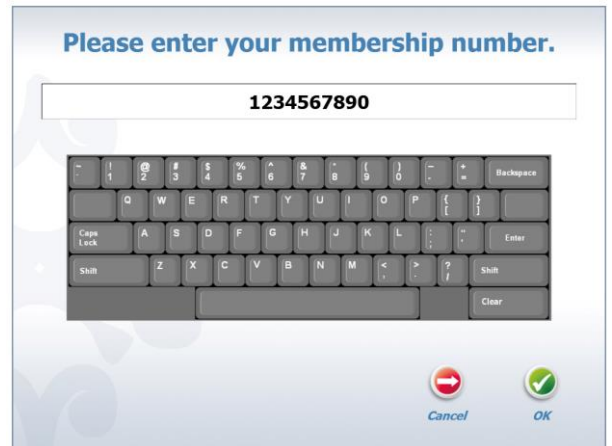 Please enter your membership number.
1234567890
~ ` ! 1 @ 2 # 3 $ 4 % 5 ^ 6 & 7 * 8 ( 9 ) 0 - + = Backspace
Q W E R T Y U I O P { [ } ]
Caps Lock A S D F G H J K L : ; " Enter
Shift Z X C V B N M < , > . ? / Shift
Clear
Cancel OK